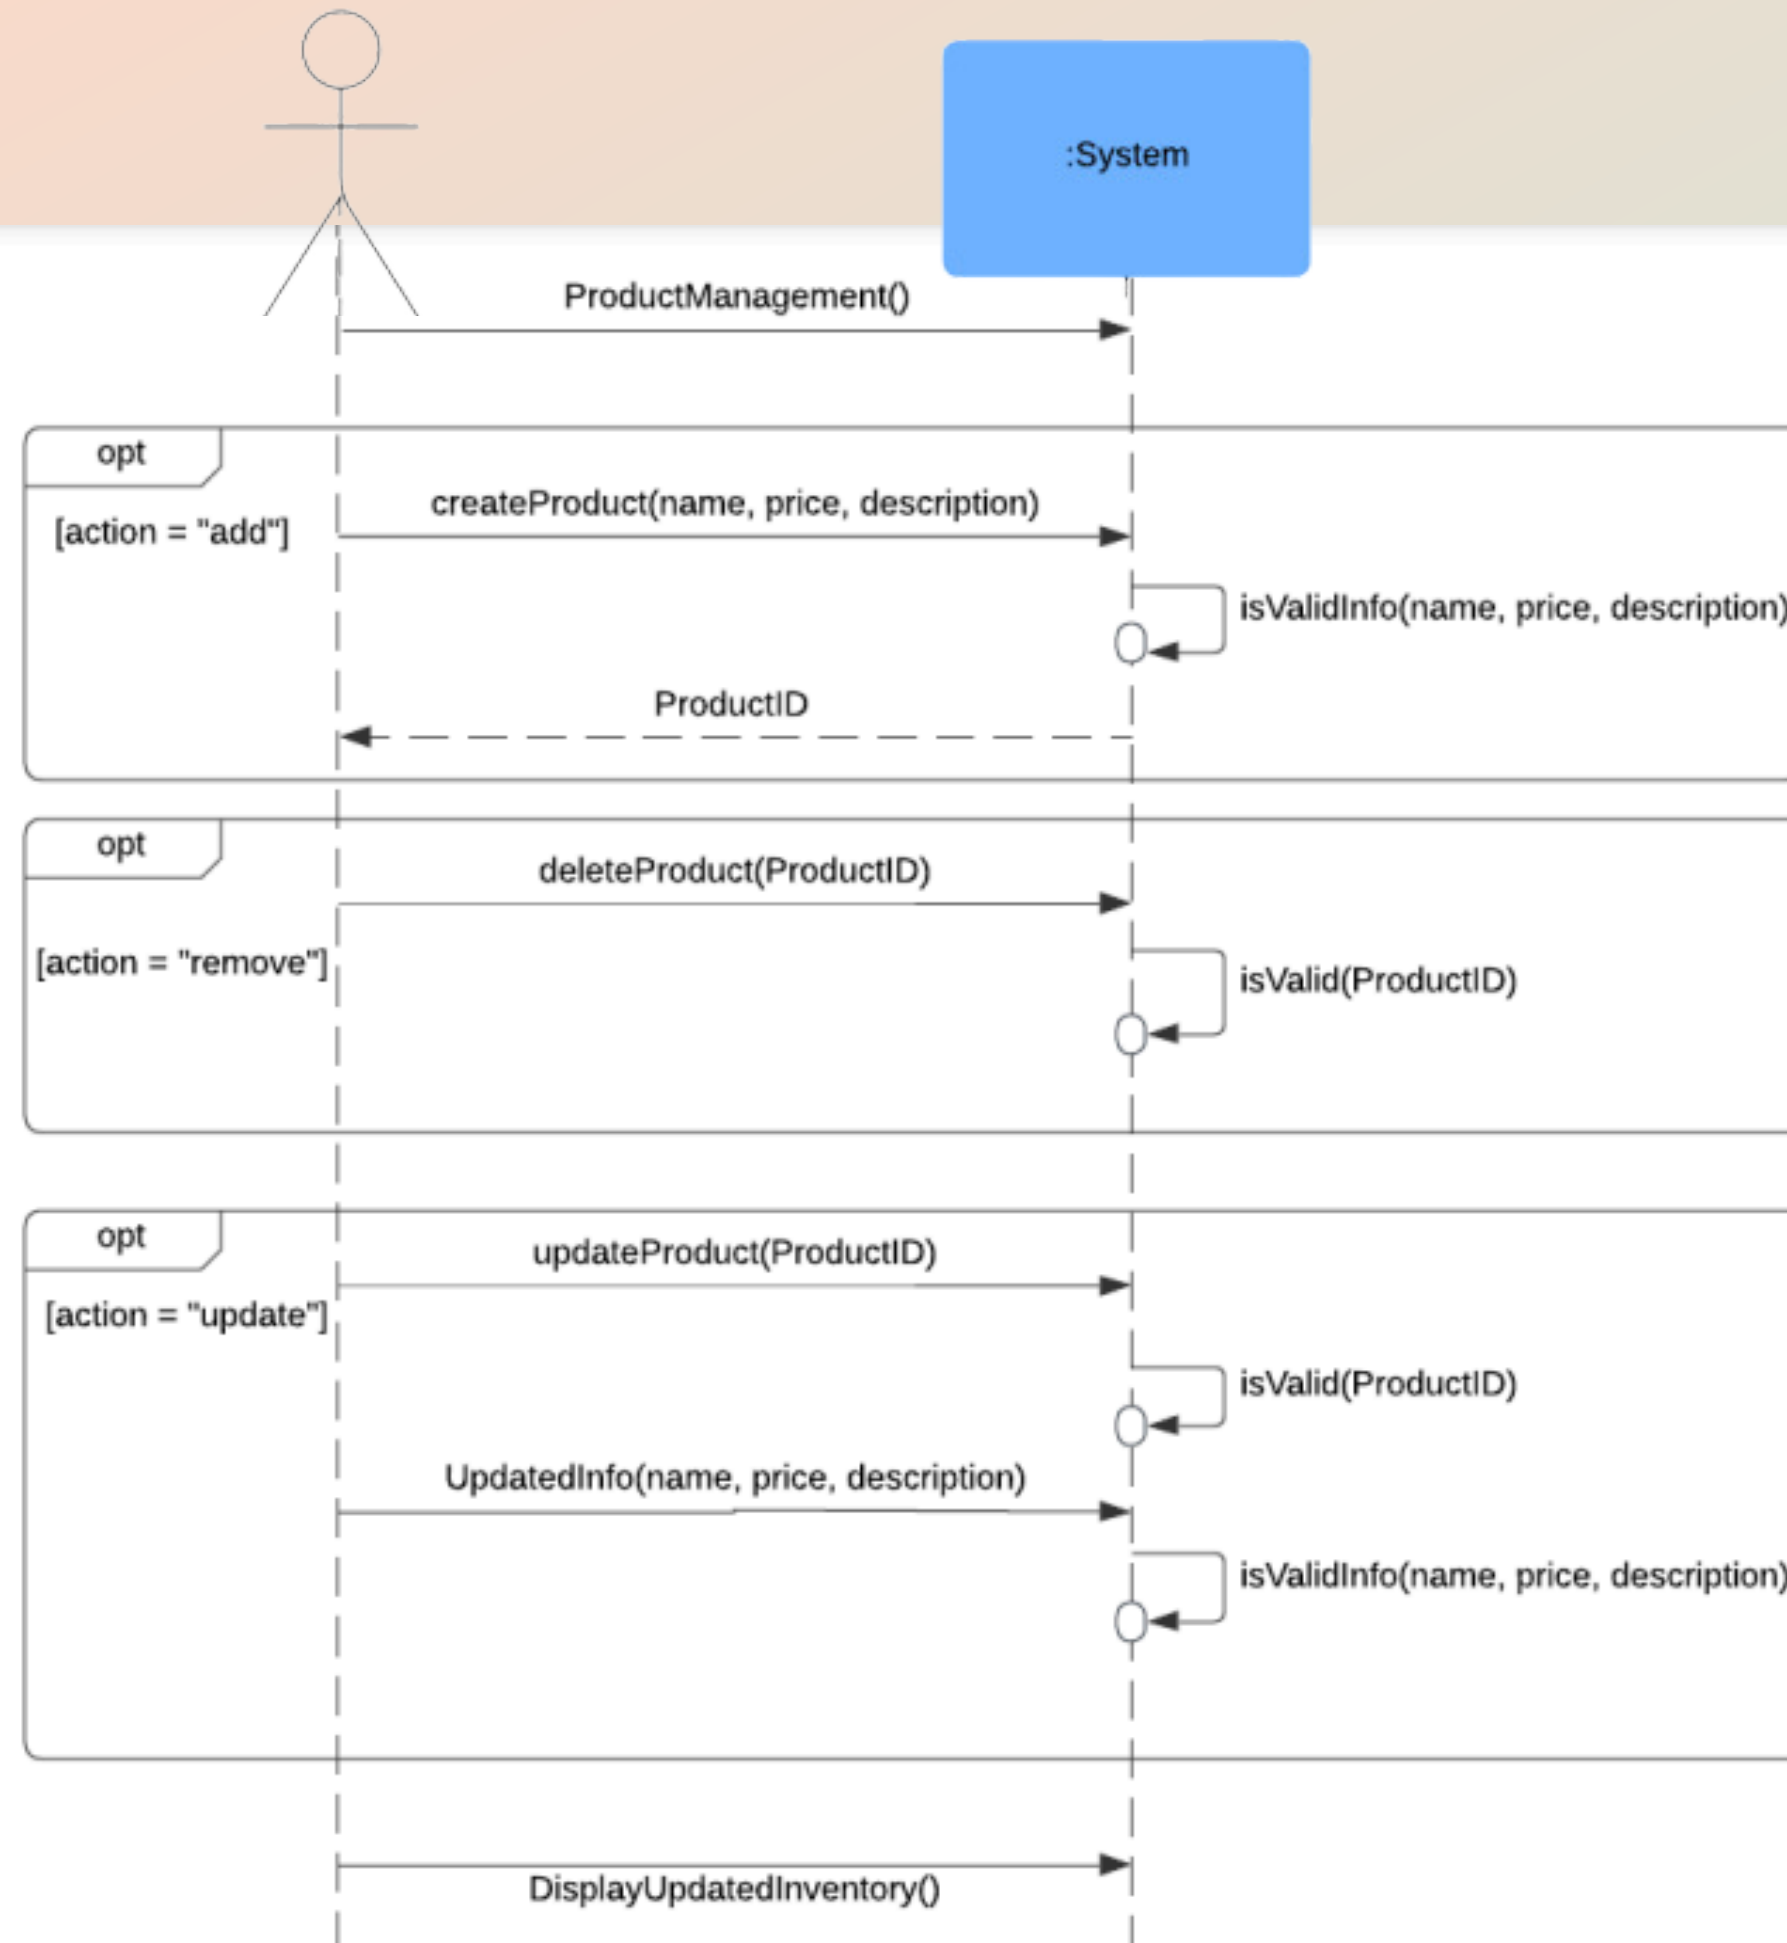 :System
ProductManagement()
opt
createProduct(name, price, description)
[action = "add"]
isValidInfo(name, price, description)
ProductID
opt
deleteProduct(ProductID)
[action = "remove"]
isValid(ProductID)
opt
updateProduct(ProductID)
[action = "update"]
isValid(ProductID)
UpdatedInfo(name, price, description)
isValidInfo(name, price, description)
DisplayUpdatedInventory()